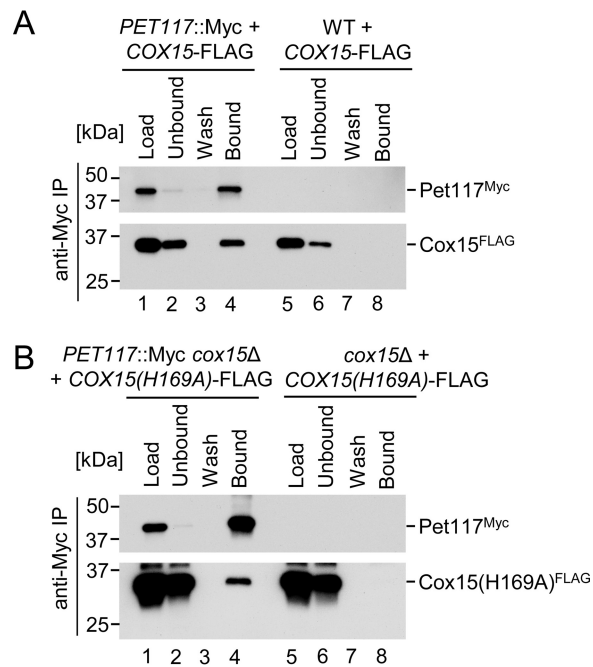 A
PET117::Myc + WT +
COX15-FLAG COX15-FLAG
[kDa] Load Unbound Wash Bound Load Unbound Wash Bound
anti-Myc IP
50 Pet117Myc
37
37 Cox15FLAG
25
1 2 3 4 5 6 7 8
B
PET117::Myc cox15Δ cox15Δ +
+ COX15(H169A)-FLAG COX15(H169A)-FLAG
[kDa] Load Unbound Wash Bound Load Unbound Wash Bound
anti-Myc IP
50 Pet117Myc
37
37 Cox15(H169A)FLAG
25
1 2 3 4 5 6 7 8